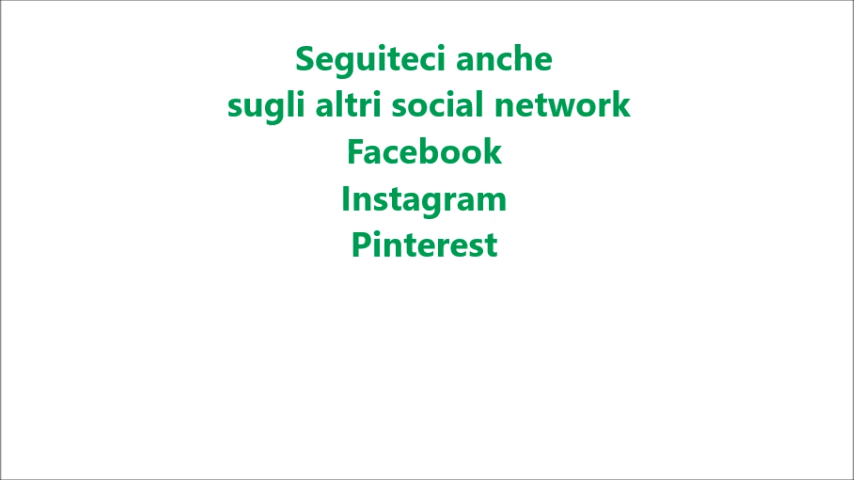 Seguiteci anche
sugli altri social network
Facebook
Instagram
Pinterest